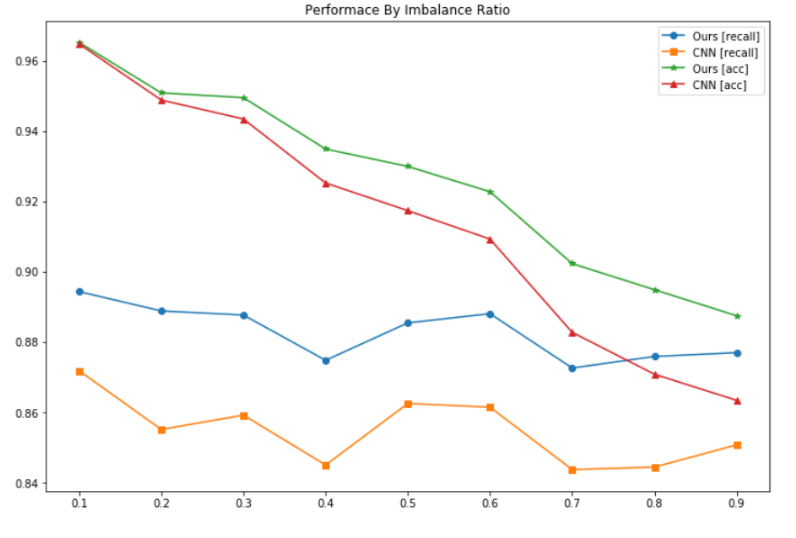 Performace By Imbalance Ratio
Ours [recall]
CNN [recall]
Ours [acc]
CNN [acc]
0.96
0.94
0.92
0.90
0.88
0.86
0.84
0.1 0.2 0.3 0.4 0.5 0.6 0.7 0.8 0.9